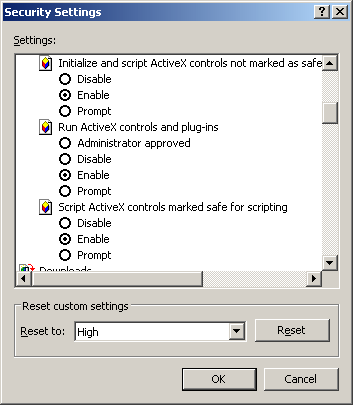 Security Settings
Settings:
Initialize and script ActiveX controls not marked as safe
Disable
Enable
Prompt
Run ActiveX controls and plug-ins
Administrator approved
Disable
Enable
Prompt
Script ActiveX controls marked safe for scripting
Disable
Enable
Prompt
Downloads
Reset custom settings
Reset to: High Reset
OK Cancel